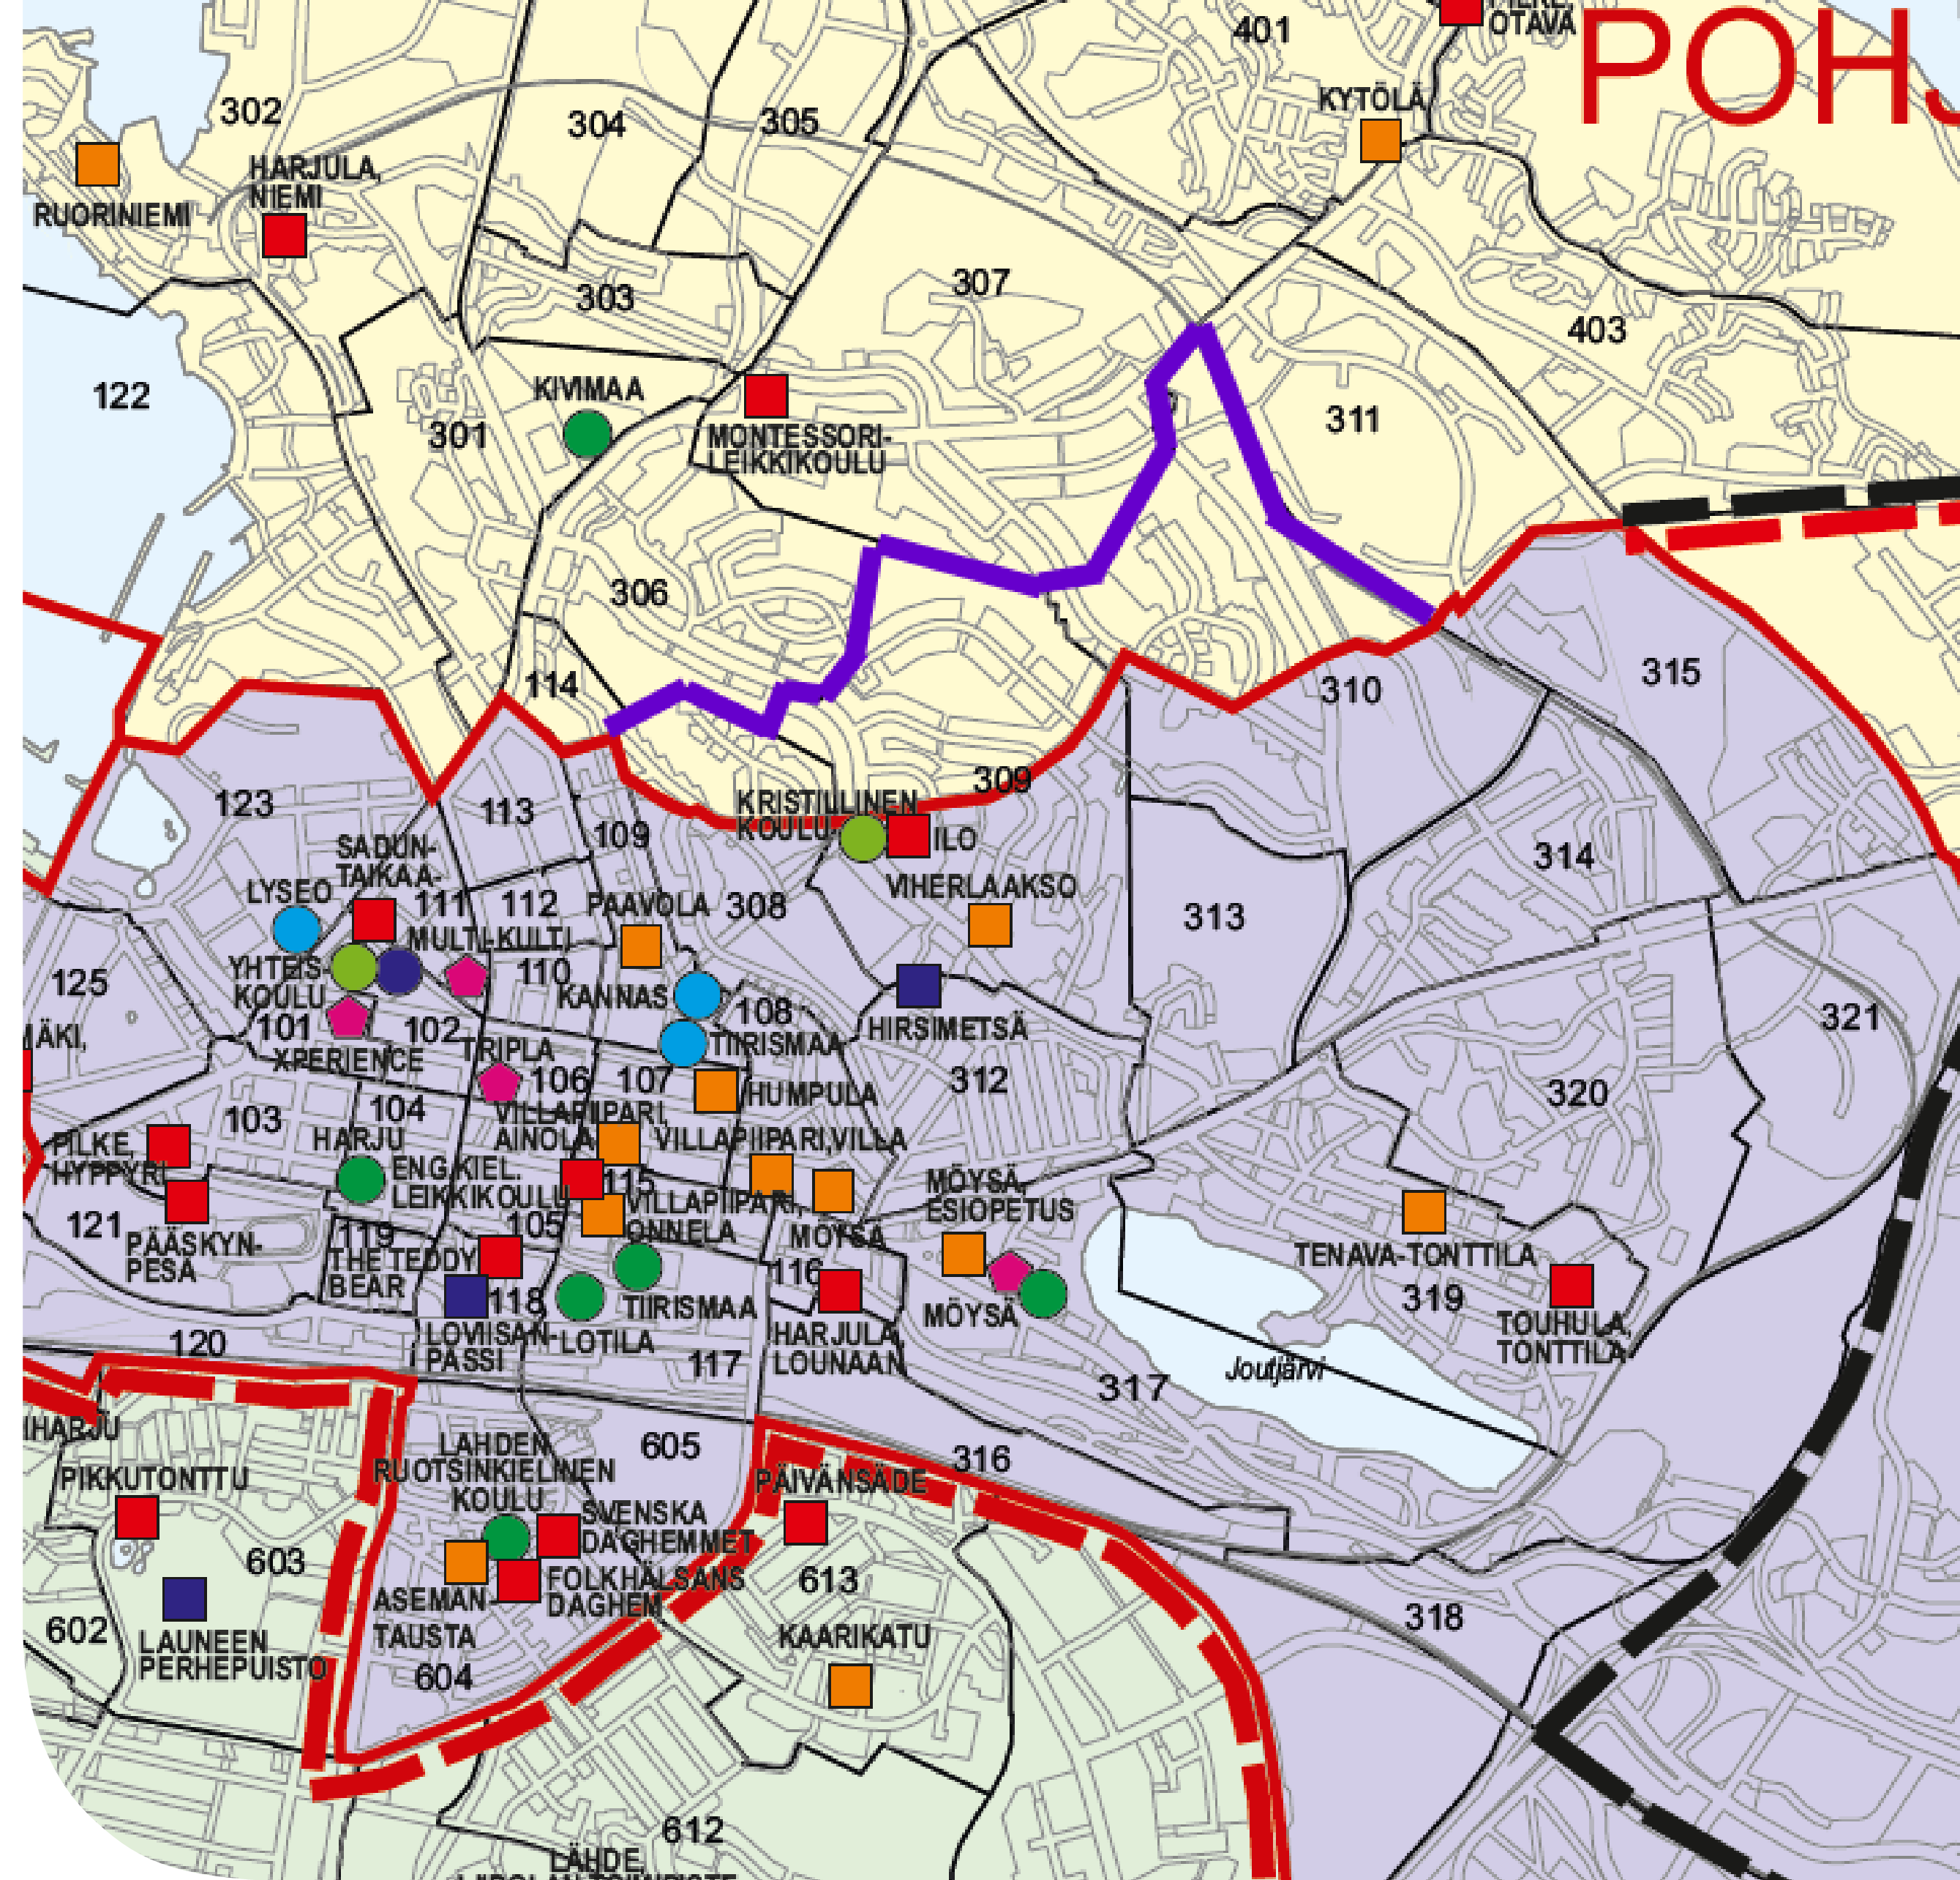 401
OTAVA
POHJ
302
304
305
KYTÖLÄ
HARJULA,
NIEMI
RUORINIEMI
303
307
403
122
KIVIMAA
301
MONTESSORI-
LEIKKIKOULU
311
306
114
310
315
309
123
113
KRISTILLINEN
KOULU
ILO
109
SADUN-
TAIKAA
LYSEO
111
112
PAAVOLA
308
VIHERLAAKSO
314
313
MULTI-KULTI
YHTEIS-
KOULU
110
KANNAS
125
108
HIRSIMETSÄ
321
101
102
TIIRISMAA
MÄKI,
XPERIENCE
TRIPLA
106
107
HUMPULA
312
320
103
104
VILLAPIIPARI,
AINOLA
VILLAPIIPARI,VILLA
PILKE,
HYPPYRI
HARJU
ENG.KIEL.
LEIKKIKOULU
115
VILLAPIIPARI,
ONNELA
MÖYSÄ,
ESIOPETUS
121
PÄÄSKYN-
PESÄ
119
105
MÖYSÄ
THE TEDDY
BEAR
116
TENAVA-TONTTILA
319
118
TIIRISMAA
MÖYSÄ
TOUHULA,
TONTTILA
120
LOVIISAN-
PASSI
LOTILA
117
HARJULA,
LOUNAAN
317
Joutjärvi
IHARJU
LAHDEN
RUOTSINKIELINEN
KOULU
605
316
PIKKUTONTTU
PÄIVÄNSÄDE
SVENSKA
DAGHEMMET
603
FOLKHÄLSANS
DAGHEM
613
602
ASEMAN-
TAUSTA
318
LAUNEEN
PERHEPUISTO
KAARIKATU
604
612
LÄHDE,